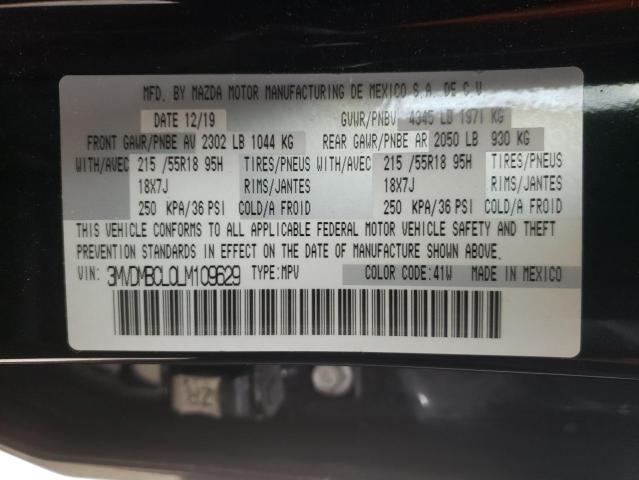 MFD. BY MAZDA MOTOR MANUFACTURING DE MEXICO S.A. DE C.V.
DATE 12/19 GVWR/PNBV 4345 LB 1971 KG
FRONT GAWR/PNBE AV 2302 LB 1044 KG REAR GAWR/PNBE AR 2050 LB 930 KG
WITH/AVEC 215 /55R18 95H TIRES/PNEUS WITH/AVEC 215 /55R18 95H TIRES/PNEUS
18X7J RIMS/JANTES 18X7J RIMS/JANTES
250 KPA/36 PSI COLD/A FROID 250 KPA/36 PSI COLD/A FROID
THIS VEHICLE CONFORMS TO ALL APPLICABLE FEDERAL MOTOR VEHICLE SAFETY AND THEFT
PREVENTION STANDARDS IN EFFECT ON THE DATE OF MANUFACTURE SHOWN ABOVE.
VIN: 3MVDMBCL0LM109629 TYPE:MPV COLOR CODE:41W MADE IN MEXICO